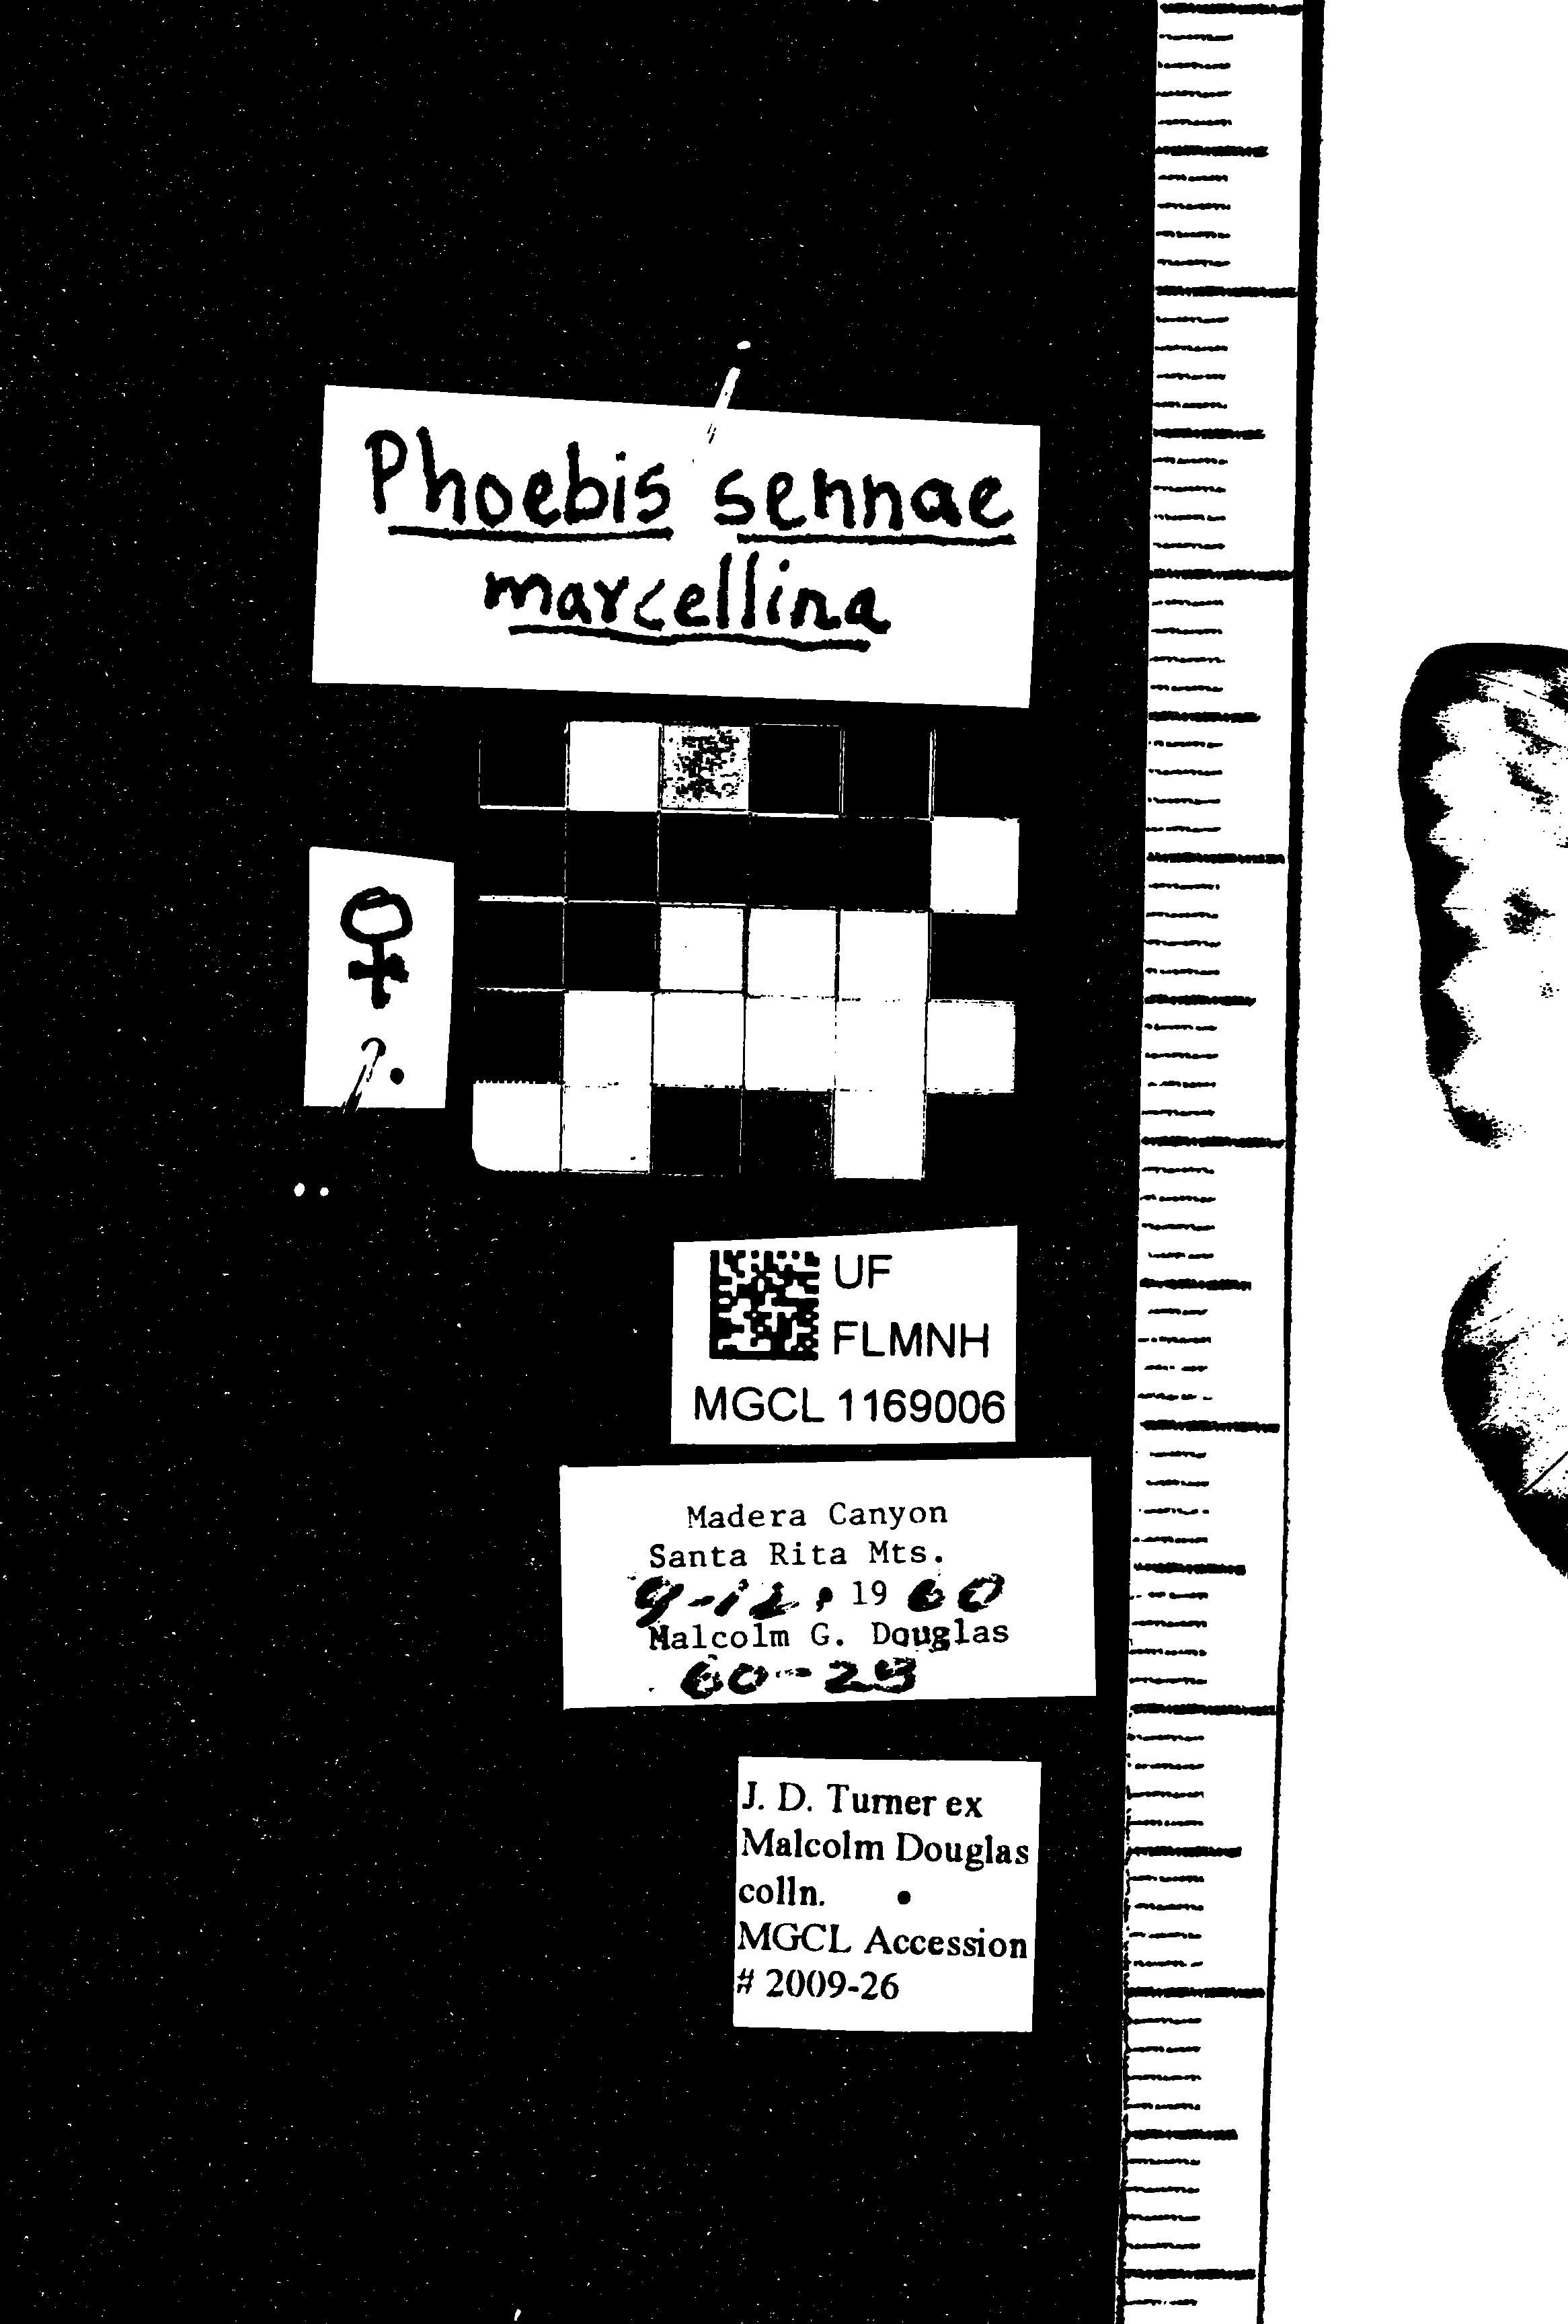 Phoebis sennae
marcellina
♀
?.
UF
FLMNH
MGCL 1169006
Madera Canyon
Santa Rita Mts.
9-12, 1960
Malcolm G. Douglas
60-23
J. D. Turner ex
Malcolm Douglas
colln.
MGCL Accession
# 2009-26